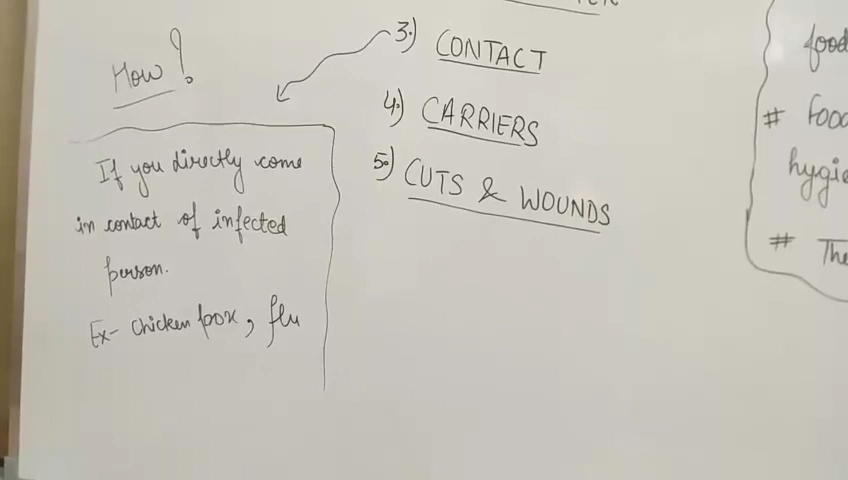 How?
If you directly come
in contact of infected
person.
Ex- chicken pox, flu
3.) CONTACT
4.) CARRIERS
5.) CUTS & WOUNDS
food
# Food
hygie
# The